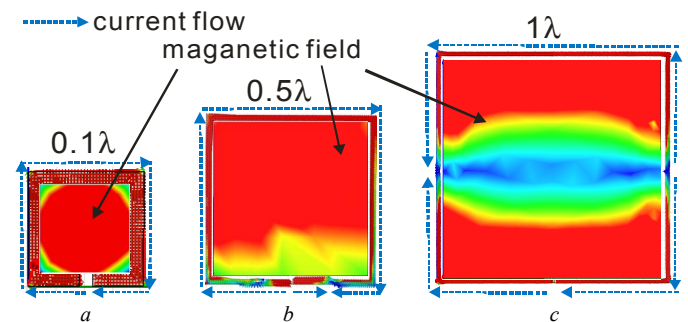 current flow
maganetic field
1λ
0.5λ
0.1λ
a
b
c